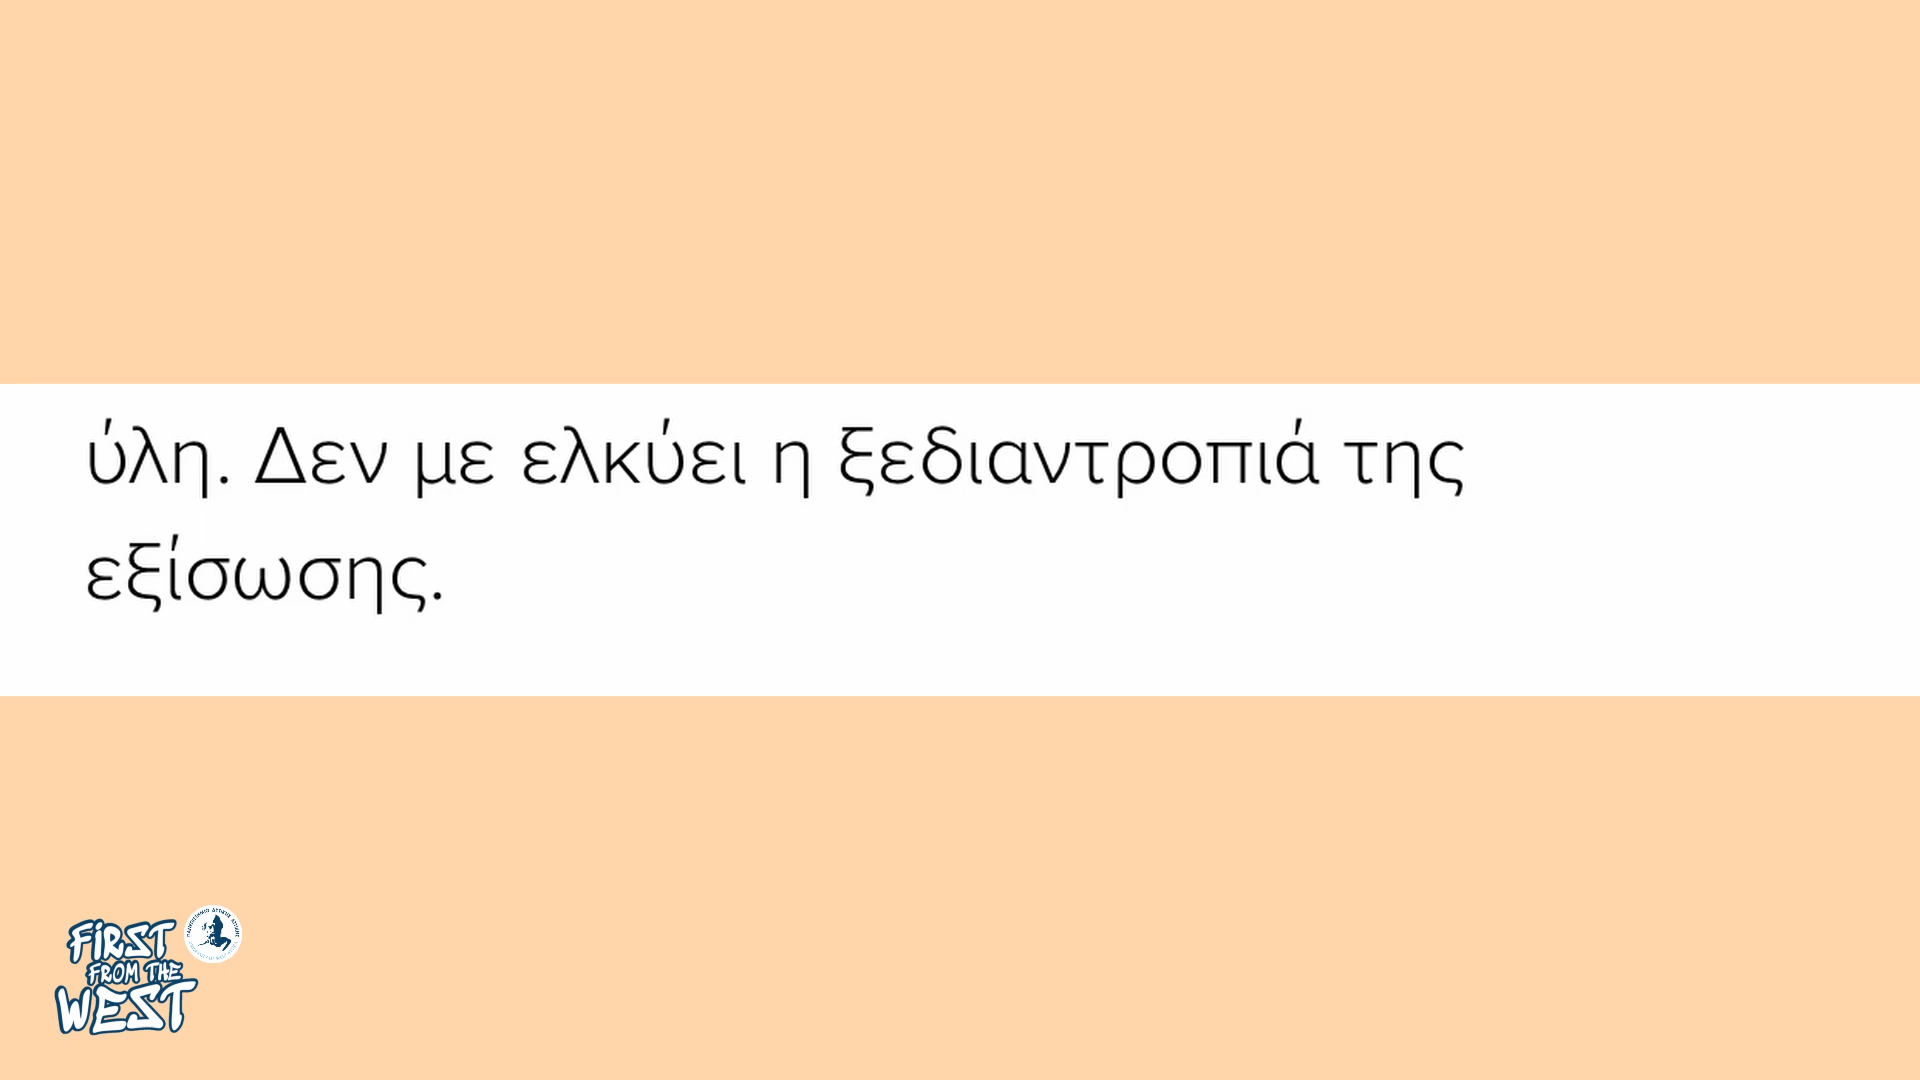 ύλη. Δεν με ελκύει η ξεδιαντροπιά της
εξίσωσης.
FiRST
FROM THE
WEST